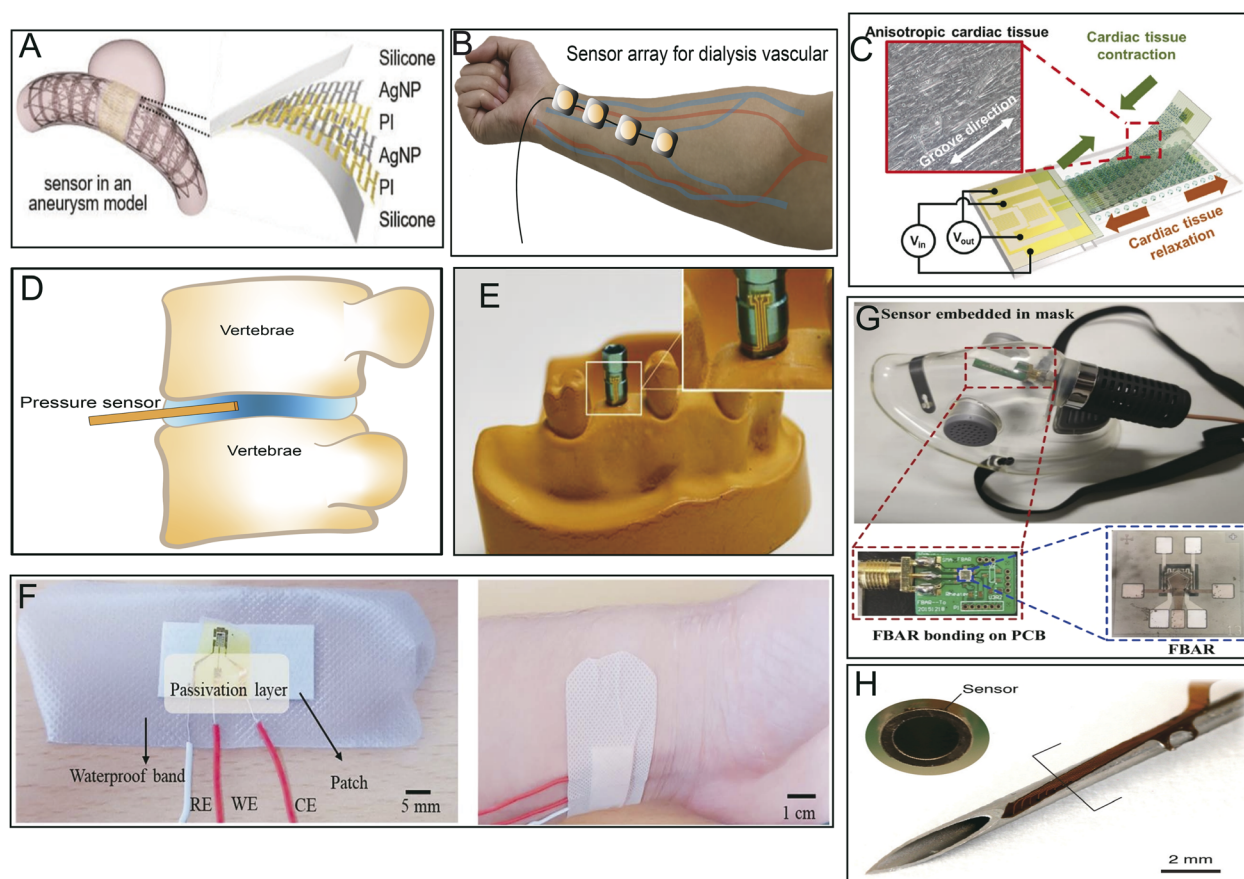 A
Silicone
AgNP
PI
AgNP
PI
Silicone
sensor in an
aneurysm model
B
Sensor array for dialysis vascular
C
Anisotropic cardiac tissue
Groove direction
Cardiac tissue
contraction
Cardiac tissue
relaxation
Vin
Vout
D
Vertebrae
Pressure sensor
Vertebrae
E
F
Passivation layer
Waterproof band
Patch
RE
WE
CE
5 mm
1 cm
G
Sensor embedded in mask
FBAR bonding on PCB
FBAR
H
Sensor
2 mm